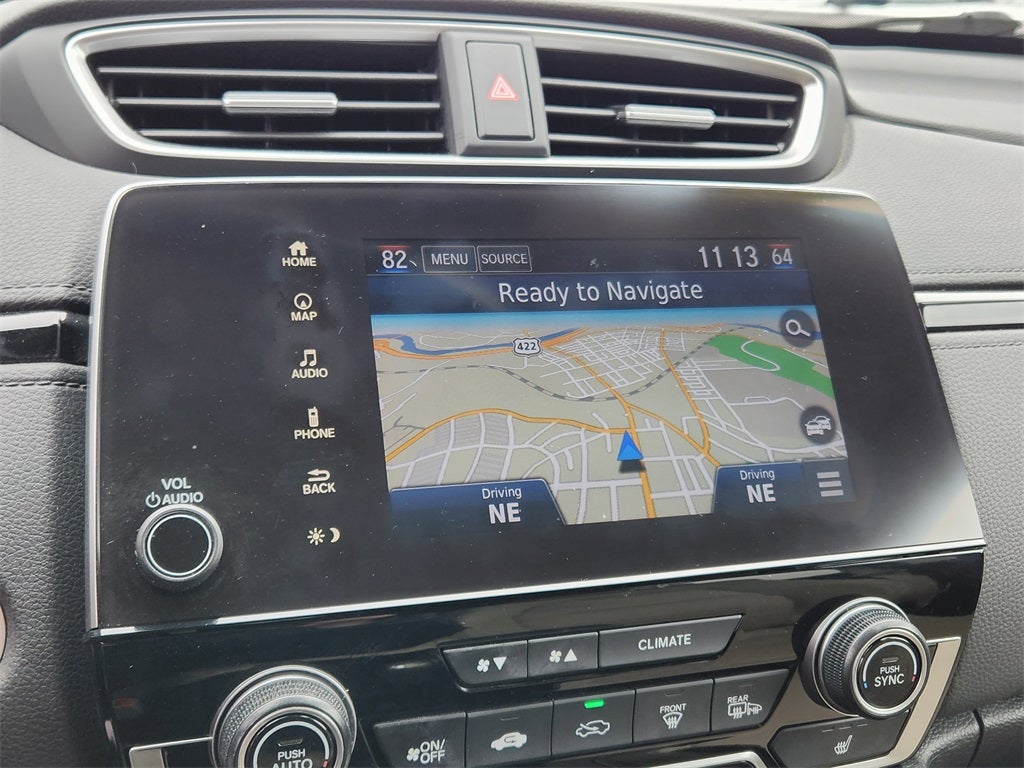 82 MENU SOURCE 11 13 64
Ready to Navigate
HOME
MAP
AUDIO
PHONE
BACK
422
Driving
NE
Driving
NE
VOL
AUDIO
CLIMATE
PUSH
SYNC
PUSH
AUTO
ON/
OFF
FRONT
REAR